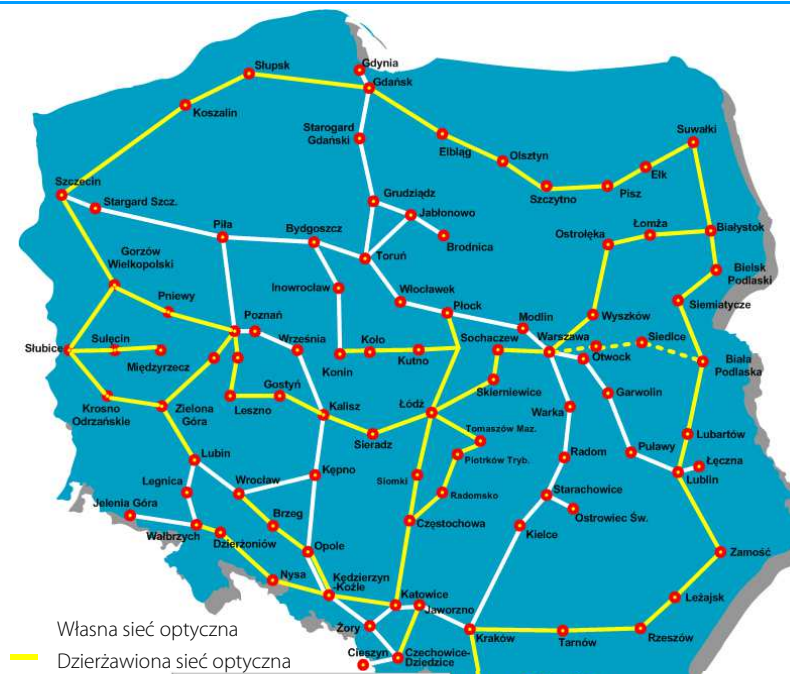 Słupsk
Gdynia
Gdańsk
Koszalin
Starogard
Gdański
Elbląg
Olsztyn
Suwałki
Ełk
Pisz
Szczytno
Szczecin
Stargard Szcz.
Grudziądz
Jabłonowo
Brodnica
Piła
Bydgoszcz
Toruń
Ostrołęka
Łomża
Białystok
Bielsk
Podlaski
Siemiatycze
Gorzów
Wielkopolski
Inowrocław
Włocławek
Płock
Modlin
Wyszków
Pniewy
Poznań
Września
Sochaczew
Warszawa
Siedlce
Otwock
Biała
Podlaska
Słubice
Sulęcin
Międzyrzecz
Konin
Koło
Kutno
Skierniewice
Garwolin
Krosno
Odrzańskie
Zielona
Góra
Leszno
Gostyń
Kalisz
Łódź
Warka
Sieradz
Tomaszów Maz.
Piotrków Tryb.
Lubartów
Łęczna
Lublin
Puławy
Radom
Lubin
Legnica
Wrocław
Kępno
Słomki
Radomsko
Starachowice
Ostrowiec Św.
Jelenia Góra
Wałbrzych
Dzierżoniów
Brzeg
Opole
Częstochowa
Kielce
Zamość
Nysa
Kędzierzyn
Koźle
Katowice
Jaworzno
Leżajsk
Kraków
Tarnów
Rzeszów
Żory
Cieszyn
Czechowice-
Dziedzice
Własna sieć optyczna
Dzierżawiona sieć optyczna